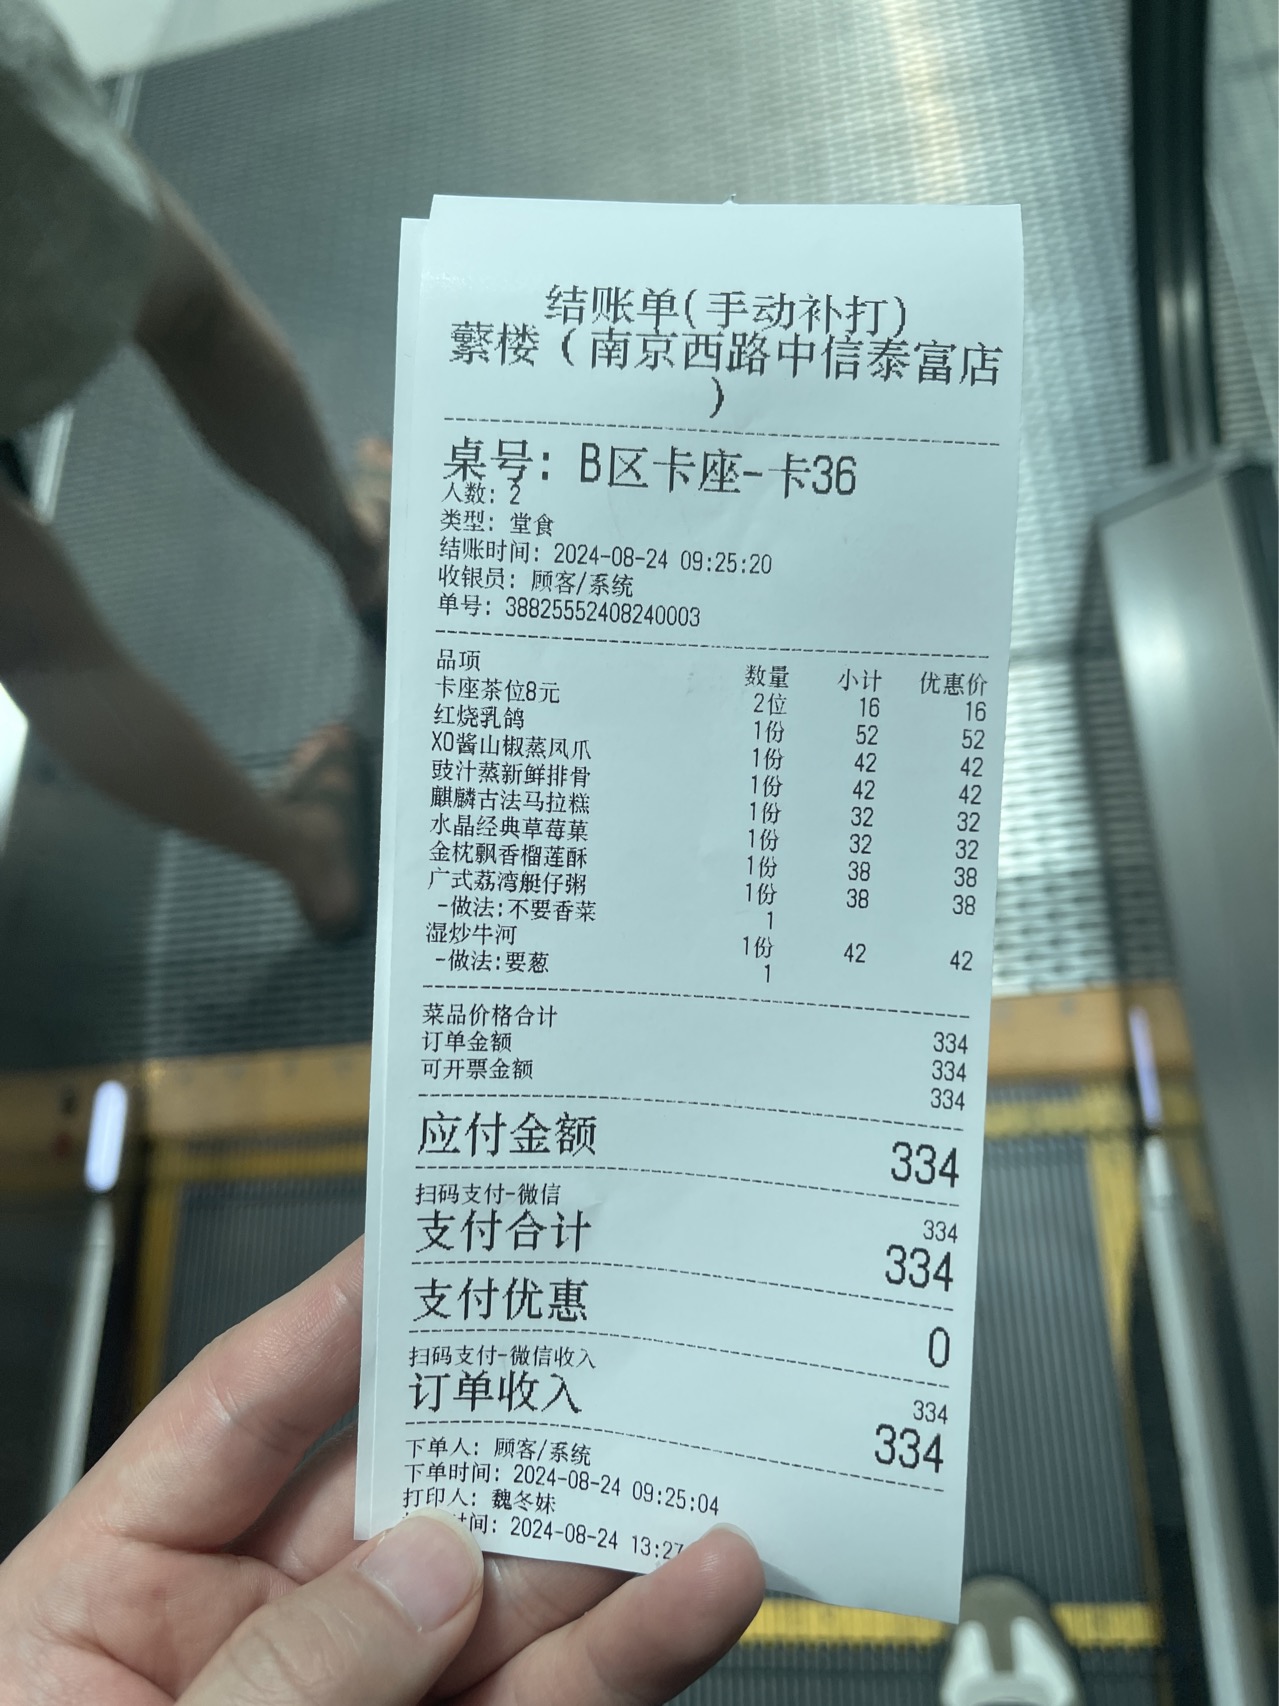 结账单(手动补打)
蘩楼（南京西路中信泰富店
）
桌号: B区卡座-卡36
人数: 2
类型: 堂食
结账时间: 2024-08-24 09:25:20
收银员: 顾客/系统
单号: 38825552408240003
品项 数量 小计 优惠价
卡座茶位8元 2位 16 16
红烧乳鸽 1份 52 52
XO酱山椒蒸凤爪 1份 42 42
豉汁蒸新鲜排骨 1份 42 42
麒麟古法马拉糕 1份 32 32
水晶经典草莓菓 1份 32 32
金枕飘香榴莲酥 1份 38 38
广式荔湾艇仔粥 1份 38 38
-做法:不要香菜 1
湿炒牛河 1份 42 42
-做法:要葱 1
菜品价格合计 334
订单金额 334
可开票金额 334
应付金额 334
扫码支付-微信 334
支付合计 334
支付优惠 0
扫码支付-微信收入 334
订单收入 334
下单人: 顾客/系统
下单时间: 2024-08-24 09:25:04
打印人: 魏冬妹
时间: 2024-08-24 13:27